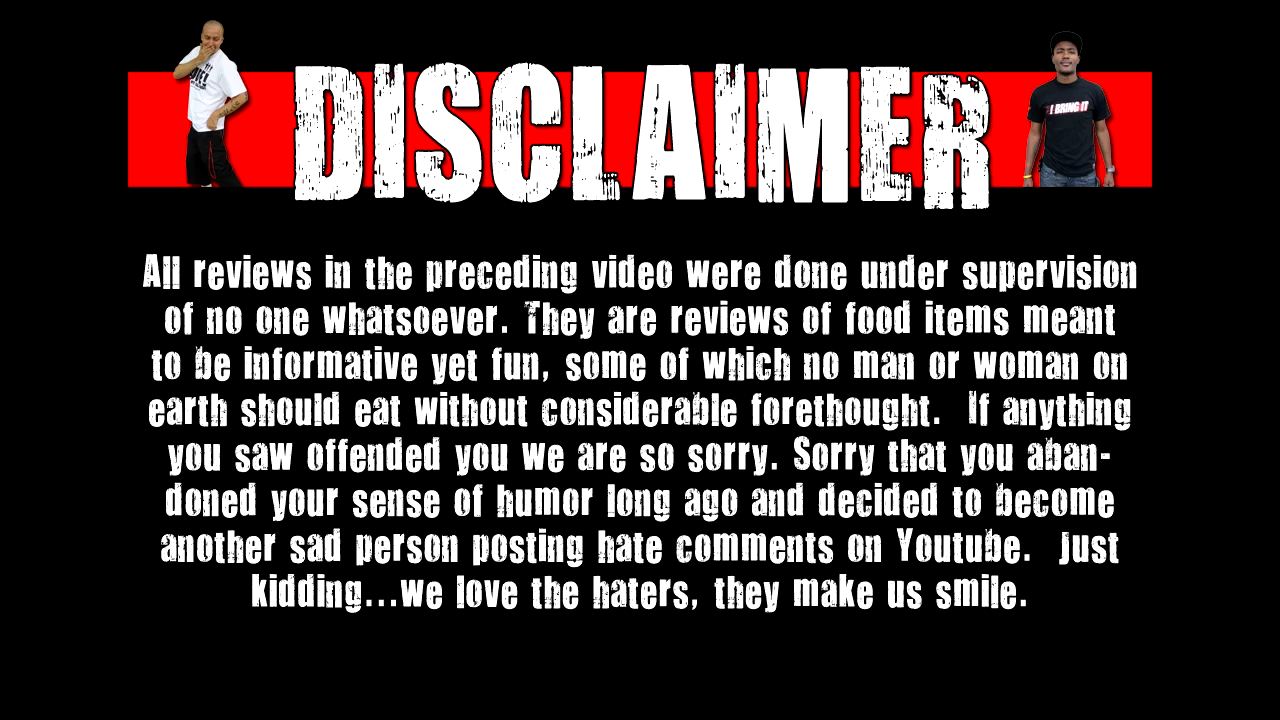 DISCLAIMER
I BRING IT
All reviews in the preceding video were done under supervision
of no one whatsoever. They are reviews of food items meant
to be informative yet fun, some of which no man or woman on
earth should eat without considerable forethought. If anything
you saw offended you we are so sorry. Sorry that you aban-
doned your sense of humor long ago and decided to become
another sad person posting hate comments on Youtube. Just
kidding...we love the haters, they make us smile.